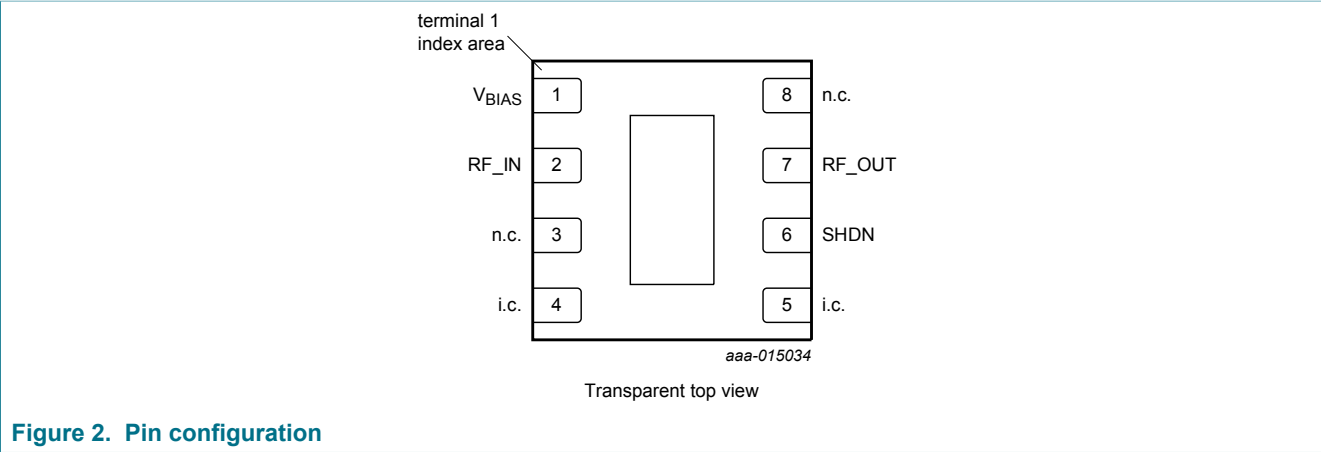 terminal 1
index area
VBIAS 1 8 n.c.
RF_IN 2 7 RF_OUT
n.c. 3 6 SHDN
i.c. 4 5 i.c.
aaa-015034
Transparent top view
Figure 2. Pin configuration